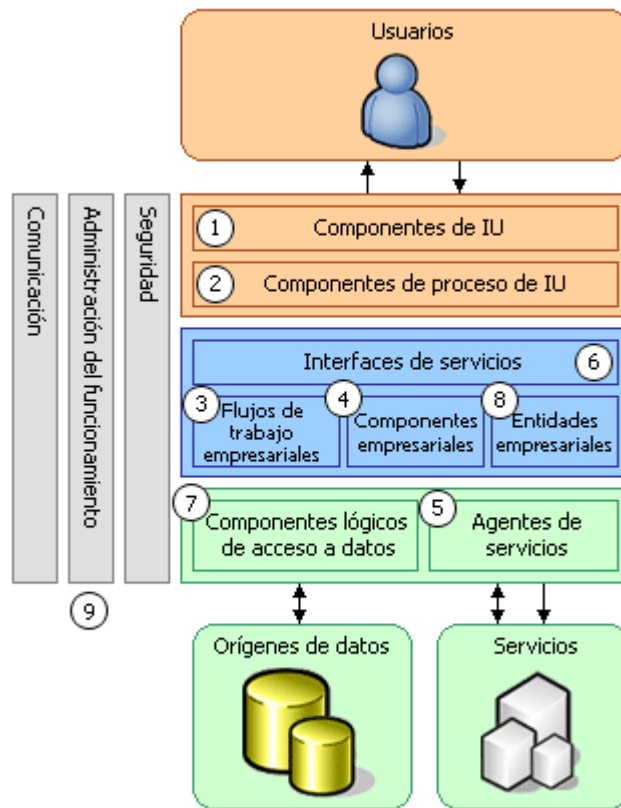 Usuarios
Comunicación
Administración del funcionamiento
Seguridad
1
Componentes de IU
2
Componentes de proceso de IU
Interfaces de servicios
6
3
Flujos de
trabajo
empresariales
4
Componentes
empresariales
8
Entidades
empresariales
7
Componentes lógicos
de acceso a datos
5
Agentes de
servicios
9
Orígenes de datos
Servicios